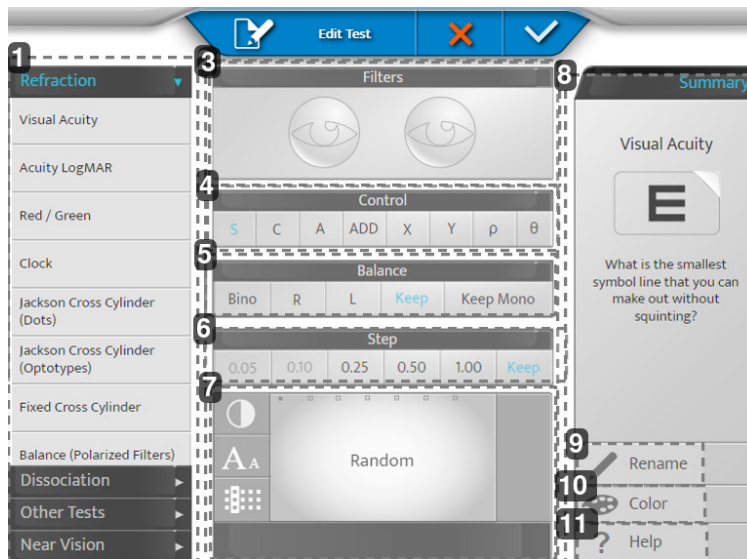 Edit Test
1
Refraction
Visual Acuity
Acuity LogMAR
Red / Green
Clock
Jackson Cross Cylinder
(Dots)
Jackson Cross Cylinder
(Optotypes)
Fixed Cross Cylinder
Balance (Polarized Filters)
Dissociation
Other Tests
Near Vision
3
Filters
4
Control
S C A ADD X Y ρ θ
5
Balance
Bino R L Keep Keep Mono
6
Step
0.05 0.10 0.25 0.50 1.00 Keep
7
A A
Random
8
Summary
Visual Acuity
E
What is the smallest
symbol line that you can
make out without
squinting?
9
Rename
10
Color
11
? Help